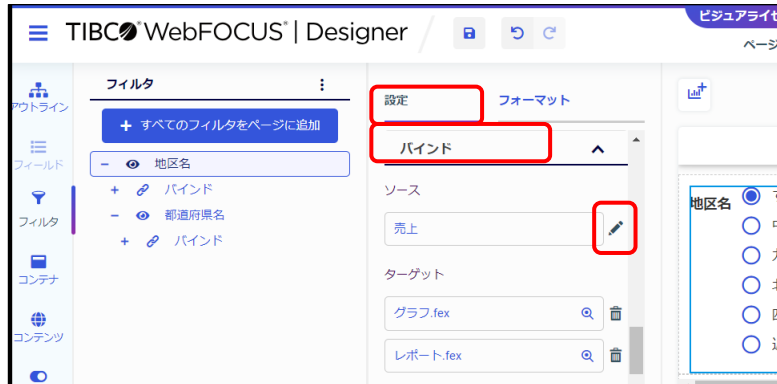 TIBCO WebFOCUS® | Designer
ビジュアライゼ
ページ
アウトライン
フィールド
フィルタ
コンテナ
コンテンツ
フィルタ
+ すべてのフィルタをページに追加
地区名
バインド
都道府県名
バインド
設定
フォーマット
バインド
ソース
売上
ターゲット
グラフ.fex
レポート.fex
地区名